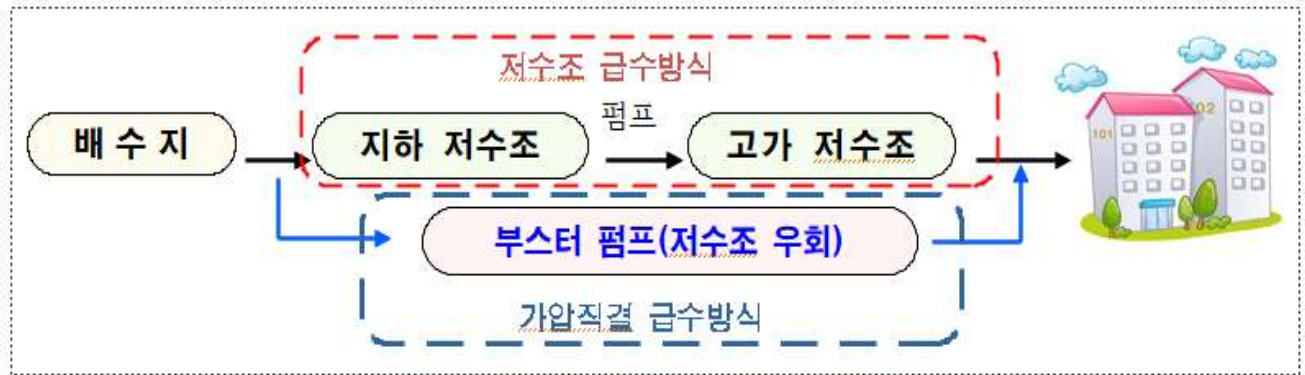 저수조 급수방식
펌프
배 수 지
지하 저수조
고가 저수조
101
102
부스터 펌프(저수조 우회)
가압직결 급수방식